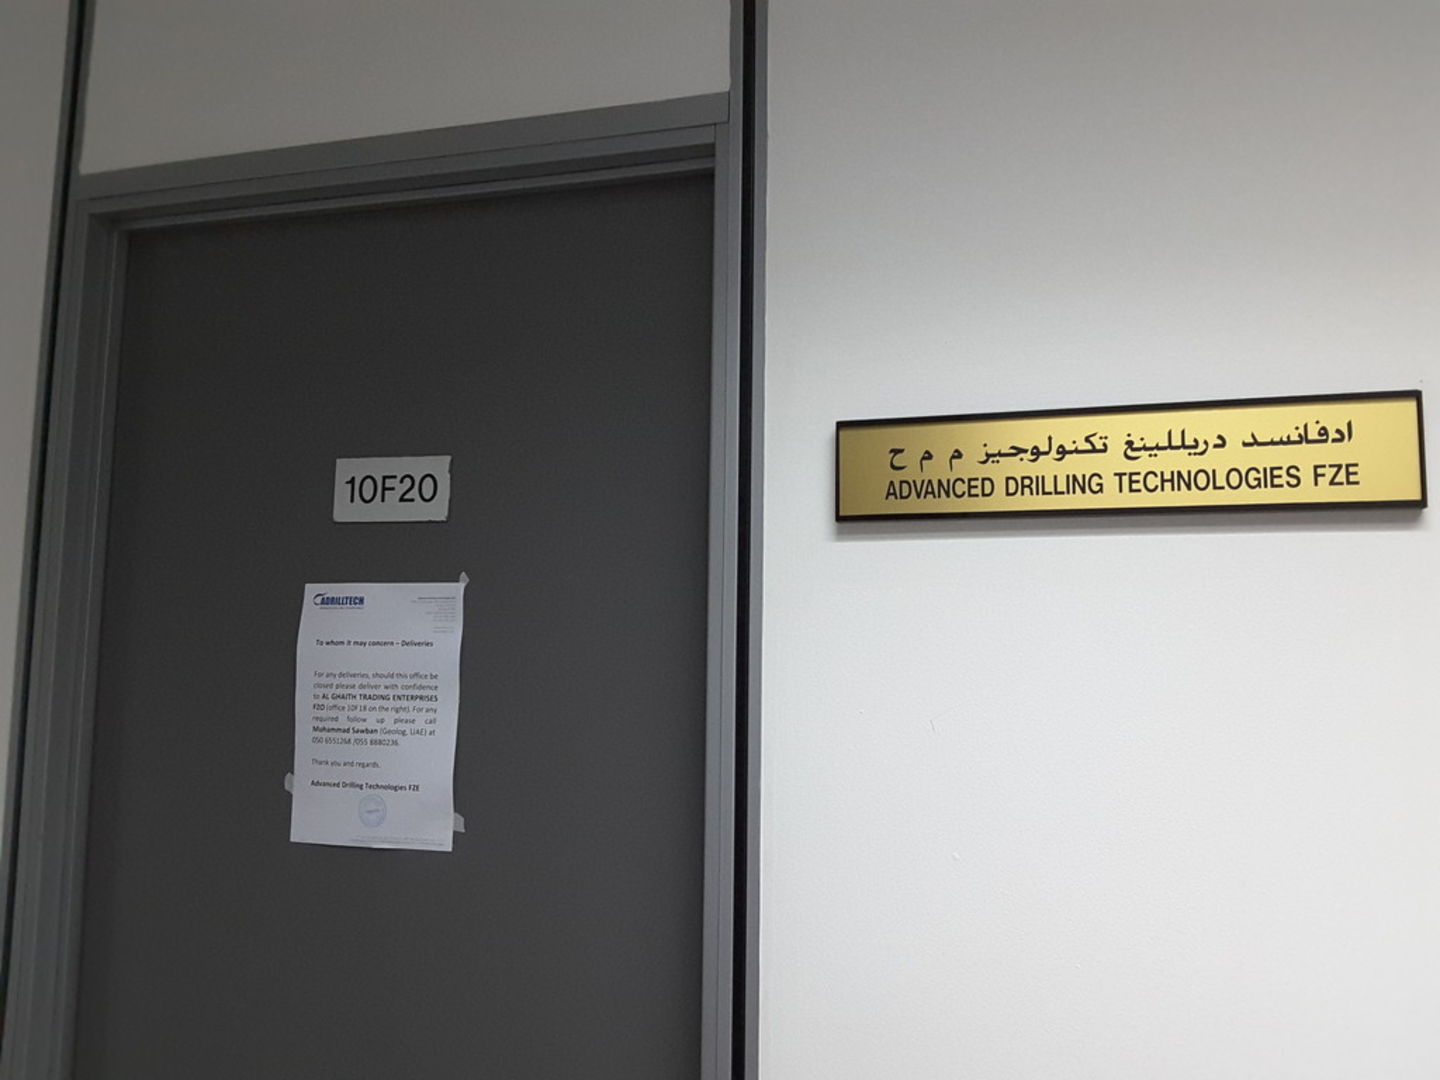 10F20
ADRILLTECH
To whom it may concern – Deliveries
For any deliveries, should this office be
closed please deliver with confidence
to AL GHAITH TRADING ENTERPRISES
FZO (office 10F18 on the right). For any
required follow up please call
Mohammad Sawban (Geolog, UAE) at
050 6551268 /055 8880236.
Thank you and regards,
Advanced Drilling Technologies FZE
ادفانسد دريللينغ تكنولوجيز م م ح
ADVANCED DRILLING TECHNOLOGIES FZE